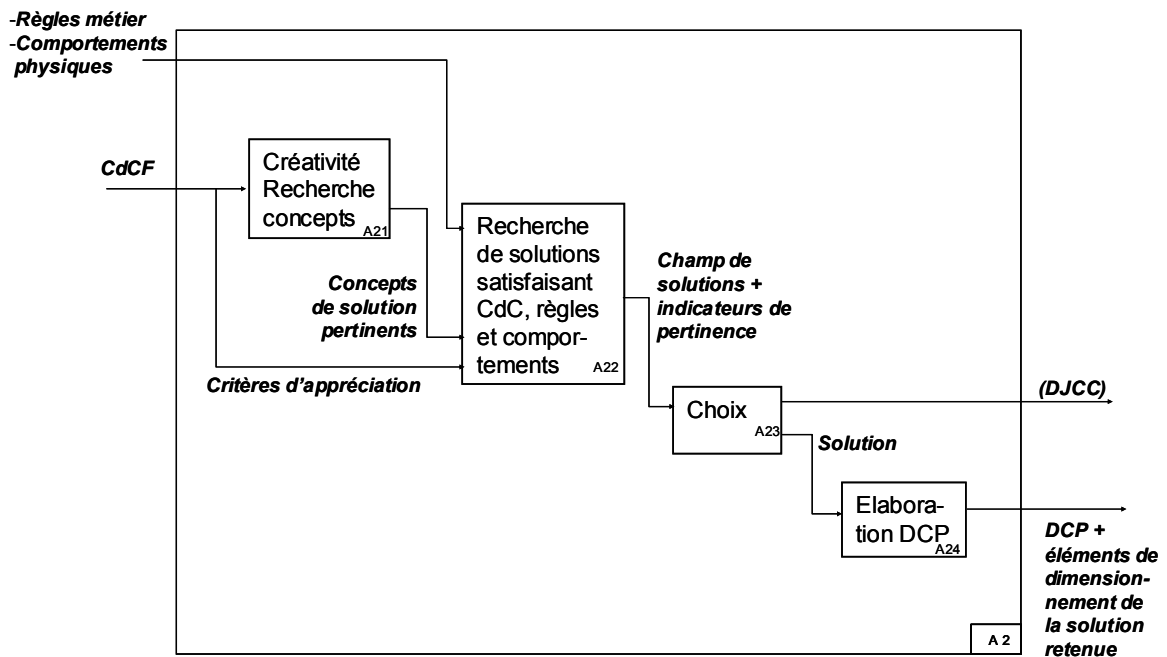 -Règles métier
-Comportements
physiques
CdCF
Créativité
Recherche
concepts
A21
Concepts
de solution
pertinents
Critères d'appréciation
Recherche
de solutions
satisfaisant
CdC, règles
et compor-
tements
A22
Champ de
solutions +
indicateurs de
pertinence
Choix
A23
(DJCC)
Solution
Elabora-
tion DCP
A24
DCP +
éléments de
dimension-
nement de
la solution
retenue
A 2